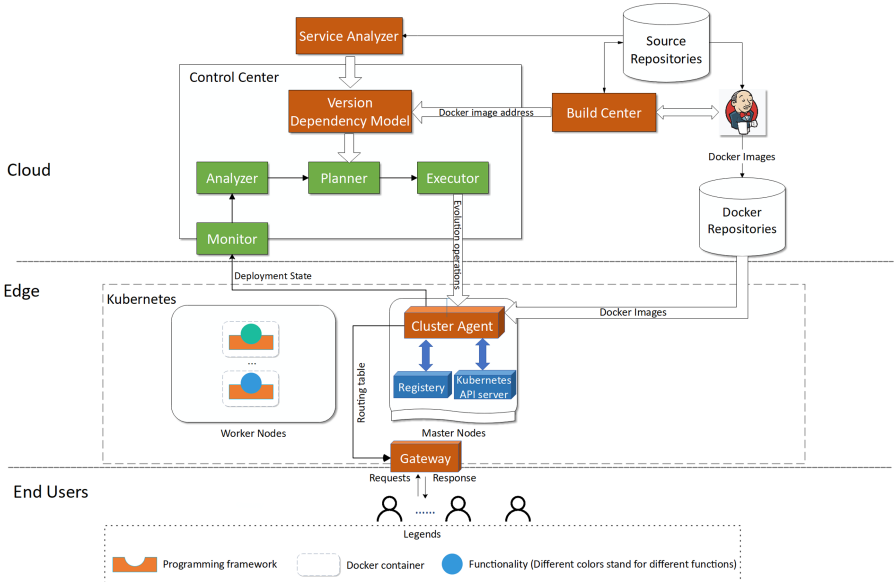 Service Analyzer
Source
Repositories
Control Center
Version
Dependency Model
Docker image address
Build Center
Docker Images
Cloud
Analyzer
Planner
Executor
Docker
Repositories
Monitor
Evolution operations
Deployment State
Edge
Kubernetes
Cluster Agent
Docker Images
...
Registery
Kubernetes
API server
Routing table
Worker Nodes
Master Nodes
Gateway
Requests
Response
End Users
......
Legends
Programming framework
Docker container
Functionality (Different colors stand for different functions)